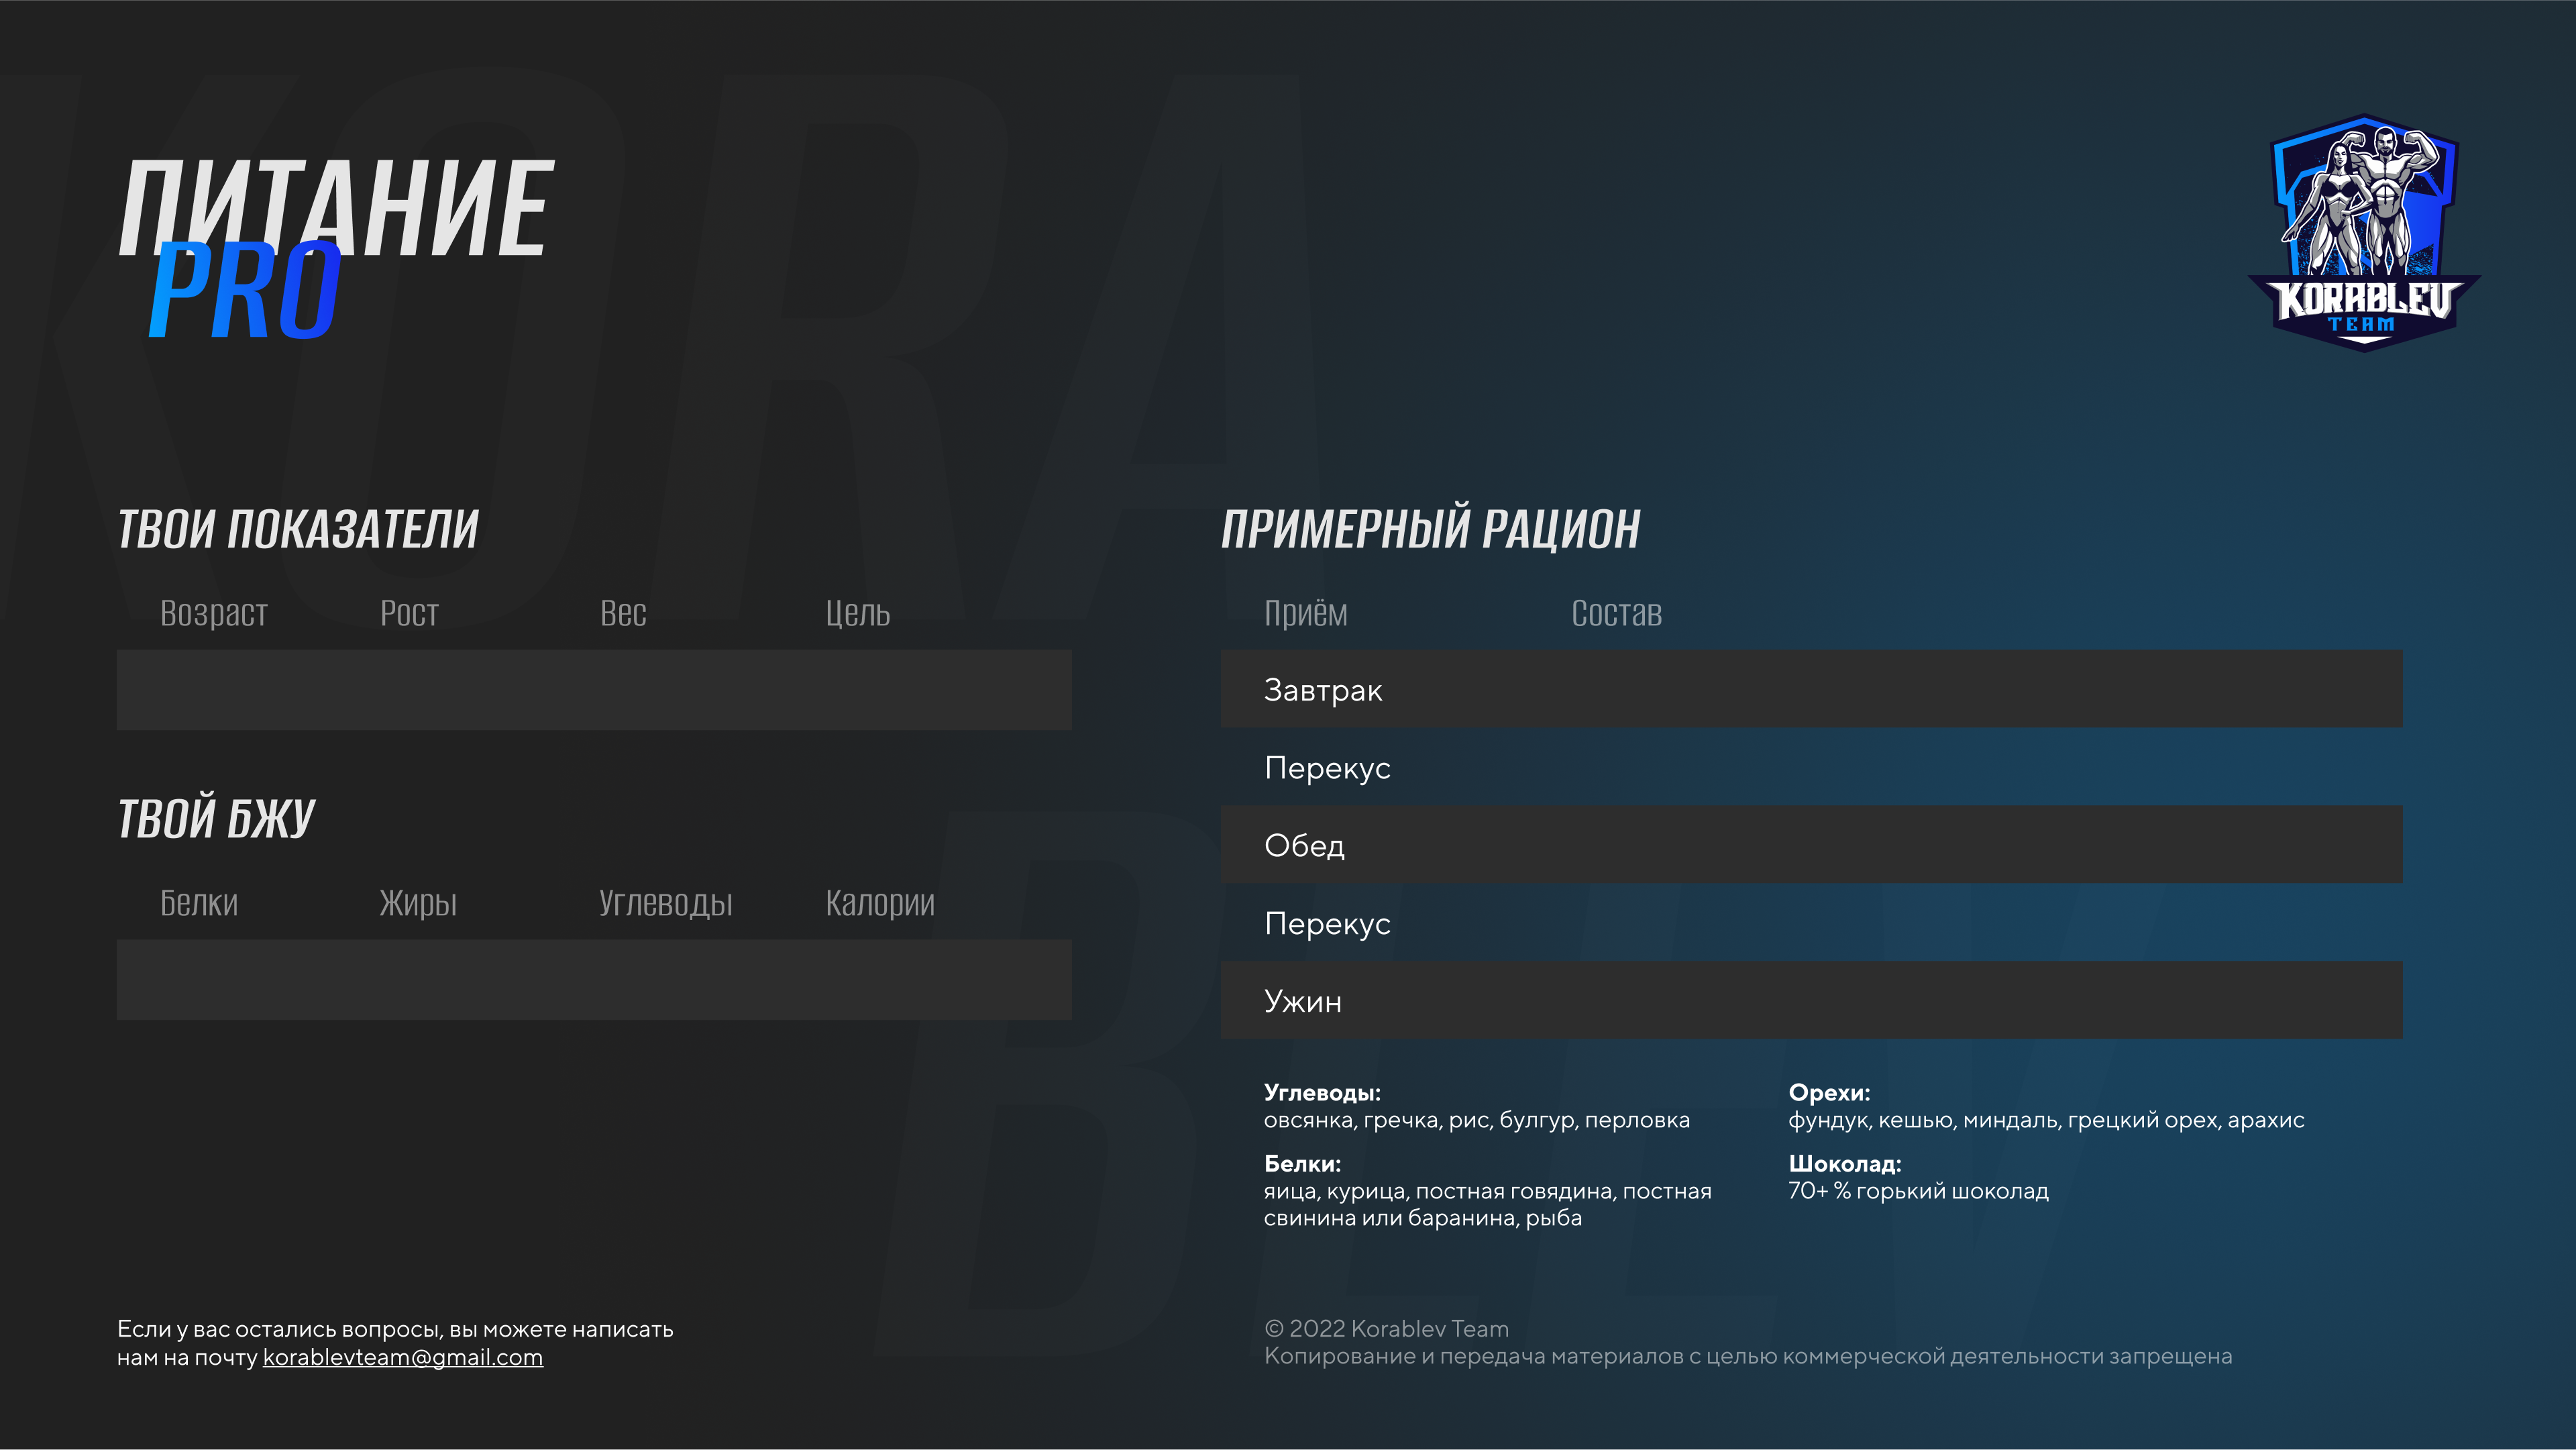 ПИТАНИЕ
PRO
KORABLEV
TEAM
ТВОИ ПОКАЗАТЕЛИ
Возраст Рост Вес Цель
ТВОЙ БЖУ
Белки Жиры Углеводы Калории
ПРИМЕРНЫЙ РАЦИОН
Приём Состав
Завтрак
Перекус
Обед
Перекус
Ужин
Углеводы:
овсянка, гречка, рис, булгур, перловка
Белки:
яица, курица, постная говядина, постная
свинина или баранина, рыба
Орехи:
фундук, кешью, миндаль, грецкий орех, арахис
Шоколад:
70+ % горький шоколад
Если у вас остались вопросы, вы можете написать
нам на почту korablevteam@gmail.com
© 2022 Korablev Team
Копирование и передача материалов с целью коммерческой деятельности запрещена
KORA
BLEV